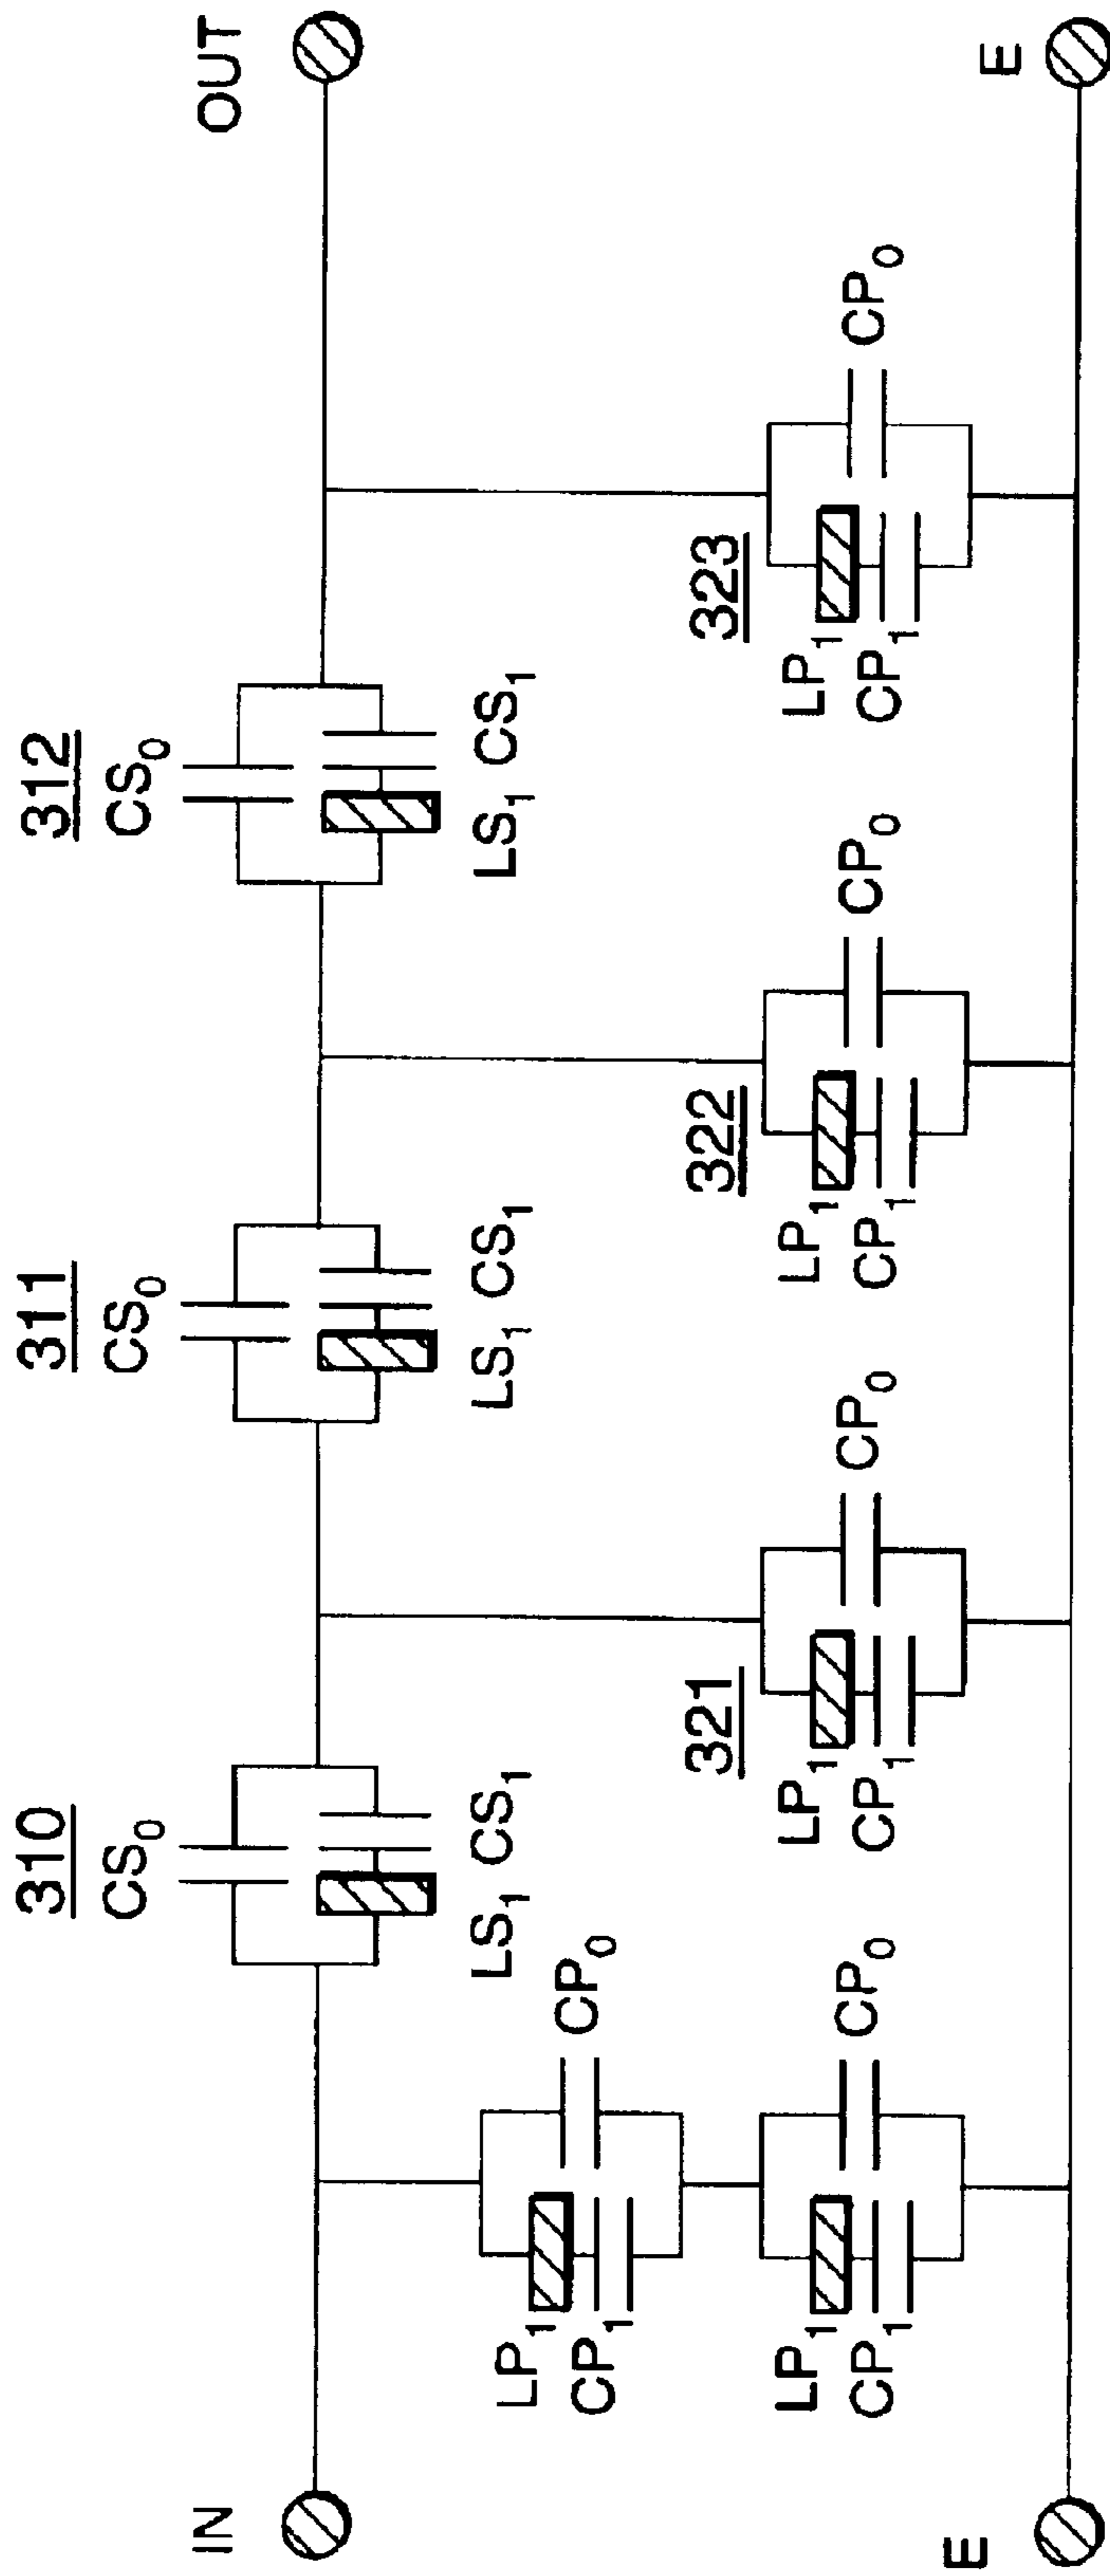 IN
OUT
310
CS₀
LS₁ CS₁
311
CS₀
LS₁ CS₁
312
CS₀
LS₁ CS₁
LP₁
CP₁
CP₀
LP₁
CP₁
CP₀
321
LP₁
CP₁
CP₀
322
LP₁
CP₁
CP₀
323
LP₁
CP₁
CP₀
E
E